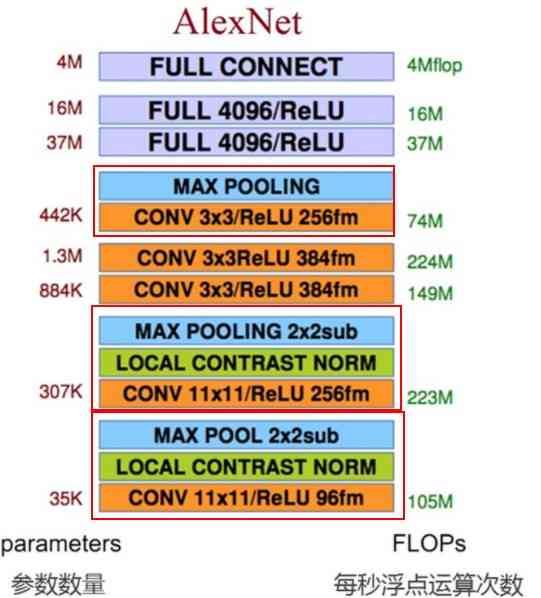 AlexNet
4M FULL CONNECT 4Mflop
16M FULL 4096/ReLU 16M
37M FULL 4096/ReLU 37M
MAX POOLING
442K CONV 3x3/ReLU 256fm 74M
1.3M CONV 3x3ReLU 384fm 224M
884K CONV 3x3/ReLU 384fm 149M
MAX POOLING 2x2sub
LOCAL CONTRAST NORM
307K CONV 11x11/ReLU 256fm 223M
MAX POOL 2x2sub
LOCAL CONTRAST NORM
35K CONV 11x11/ReLU 96fm 105M
parameters FLOPs
参数数量 每秒浮点运算次数